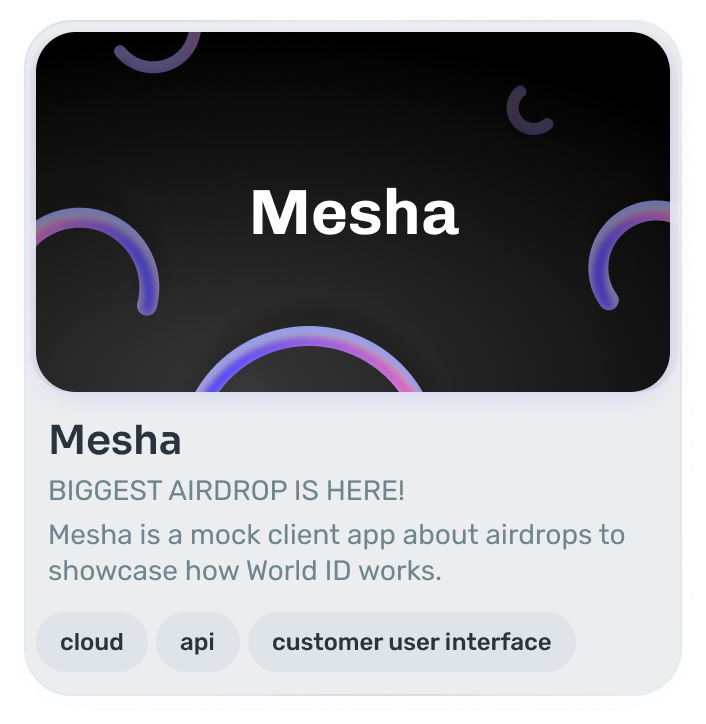 Mesha
Mesha
BIGGEST AIRDROP IS HERE!
Mesha is a mock client app about airdrops to
showcase how World ID works.
cloud api customer user interface